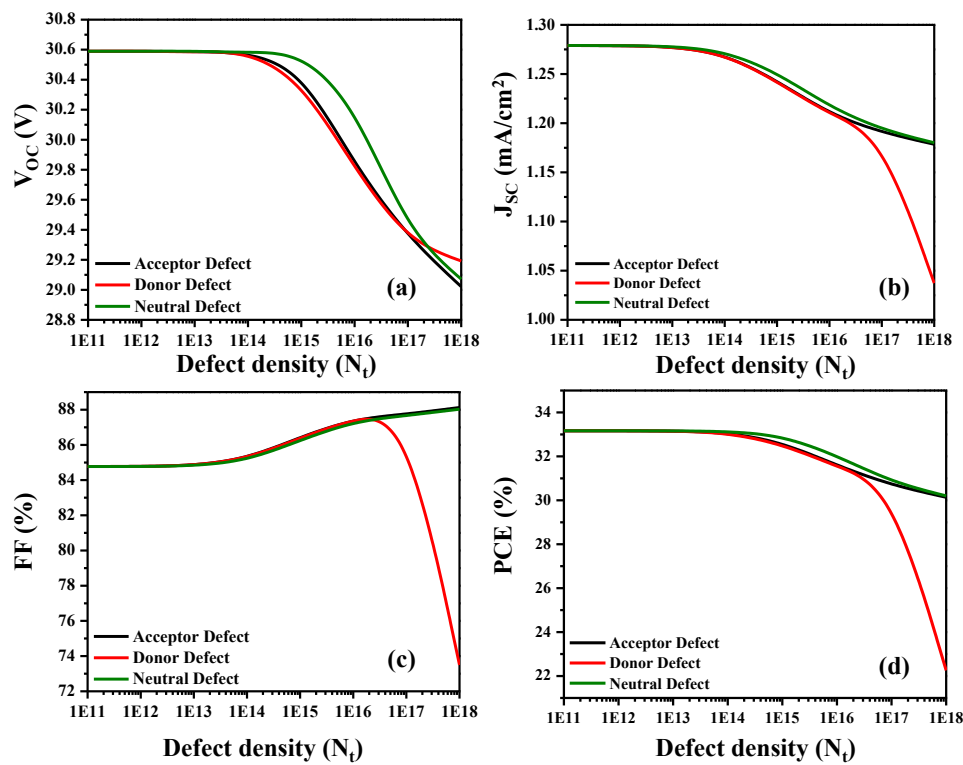 30.6
30.4
30.2
30.0
29.8
29.6
29.4
29.2
29.0
28.8
V_OC (V)
Acceptor Defect
Donor Defect
Neutral Defect
(a)
1E11 1E12 1E13 1E14 1E15 1E16 1E17 1E18
Defect density (N_t)
1.30
1.25
1.20
1.15
1.10
1.05
1.00
J_SC (mA/cm²)
Acceptor Defect
Donor Defect
Neutral Defect
(b)
1E11 1E12 1E13 1E14 1E15 1E16 1E17 1E18
Defect density (N_t)
88
86
84
82
80
78
76
74
72
FF (%)
Acceptor Defect
Donor Defect
Neutral Defect
(c)
1E11 1E12 1E13 1E14 1E15 1E16 1E17 1E18
Defect density (N_t)
34
32
30
28
26
24
22
PCE (%)
Acceptor Defect
Donor Defect
Neutral Defect
(d)
1E11 1E12 1E13 1E14 1E15 1E16 1E17 1E18
Defect density (N_t)